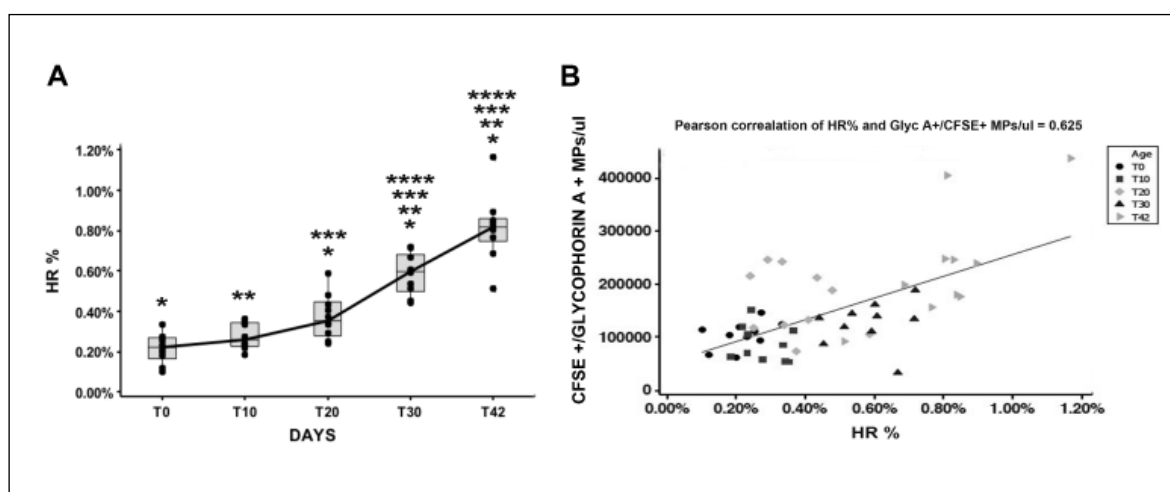 A
****
***
**
*
****
***
**
*
***
*
**
*
HR %
1.20%
1.00%
0.80%
0.60%
0.40%
0.20%
0.00%
T0 T10 T20 T30 T42
DAYS
B
Pearson correalation of HR% and Glyc A+/CFSE+ MPs/ul = 0.625
CFSE +/GLYCOPHORIN A + MPs/ul
400000
300000
200000
100000
0
0.00% 0.20% 0.40% 0.60% 0.80% 1.00% 1.20%
HR %
Age
T0
T10
T20
T30
T42